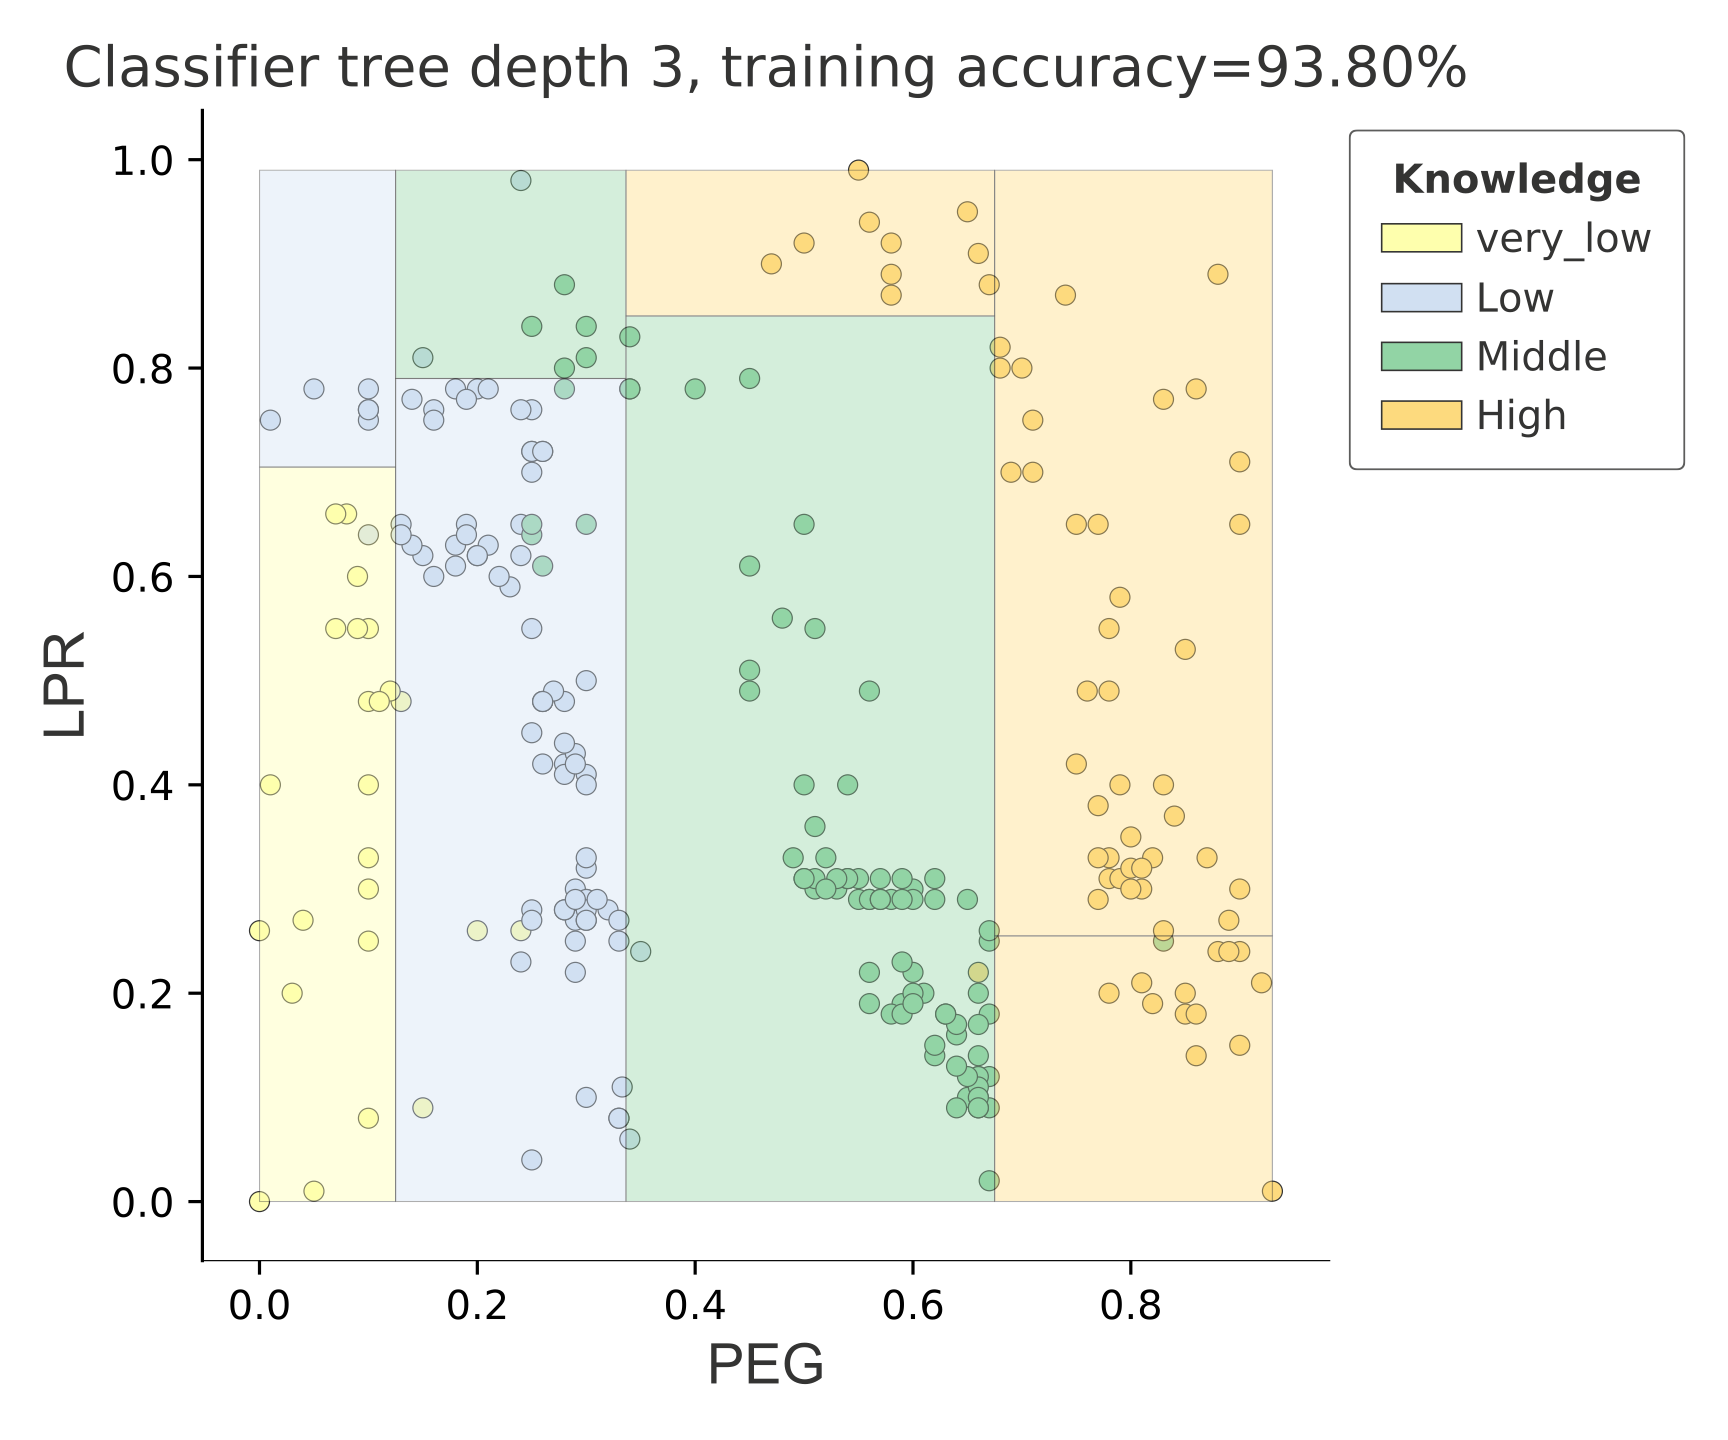 Classifier tree depth 3, training accuracy=93.80%
Knowledge
very_low
Low
Middle
High
1.0
0.8
0.6
0.4
0.2
0.0
LPR
0.0 0.2 0.4 0.6 0.8
PEG